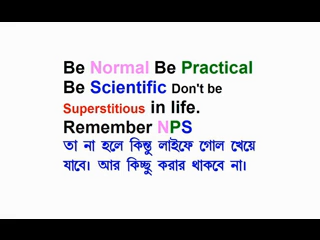 Be Normal Be Practical
Be Scientific Don't be
Superstitious in life.
Remember NPS
তা না হলে কিন্তু লাইফে গোল খেয়ে
যাবে। আর কিচ্ছু করার থাকবে না।